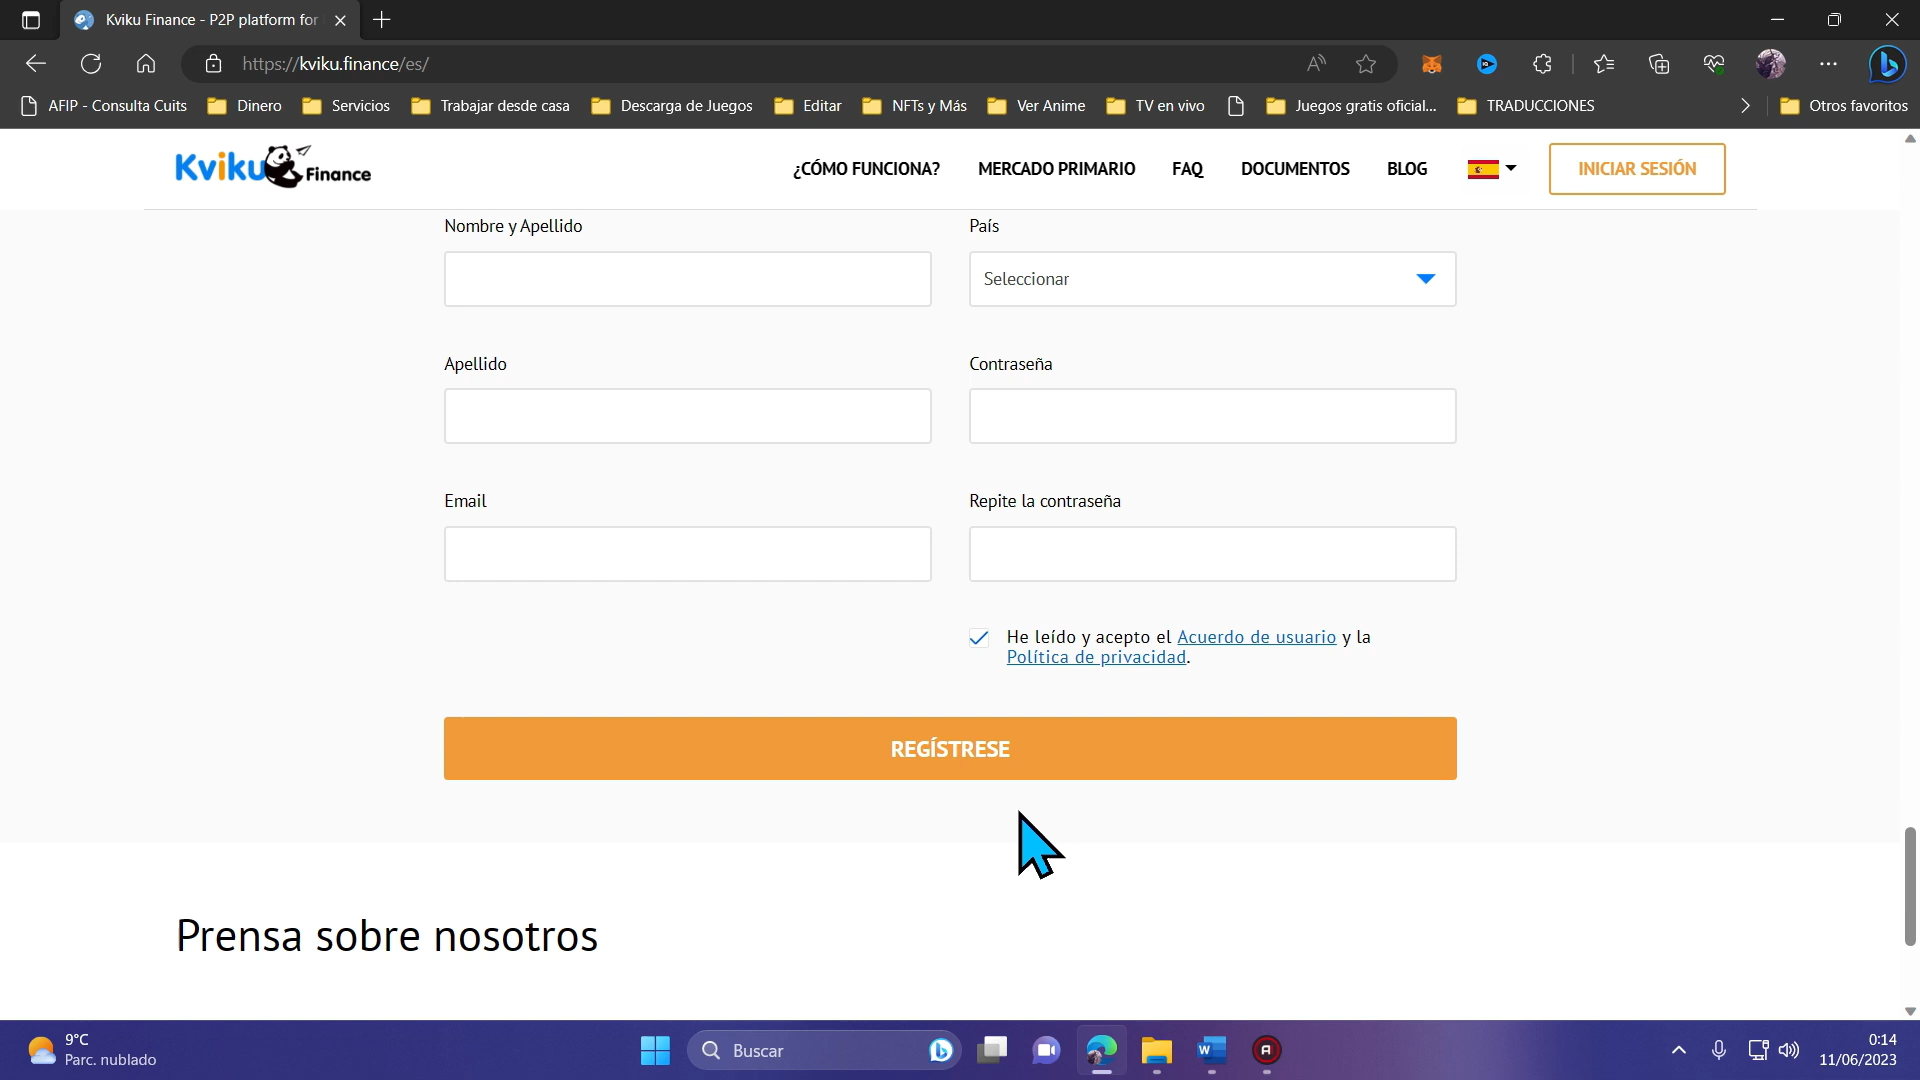 Kviku Finance - P2P platform for
https://kviku.finance/es/
AFIP - Consulta Cuits
Dinero
Servicios
Trabajar desde casa
Descarga de Juegos
Editar
NFTs y Más
Ver Anime
TV en vivo
Juegos gratis oficial...
TRADUCCIONES
Otros favoritos
Kviku Finance
¿CÓMO FUNCIONA?
MERCADO PRIMARIO
FAQ
DOCUMENTOS
BLOG
INICIAR SESIÓN
Nombre y Apellido
País
Seleccionar
Apellido
Contraseña
Email
Repite la contraseña
He leído y acepto el Acuerdo de usuario y la
Política de privacidad.
REGÍSTRESE
Prensa sobre nosotros
9°C
Parc. nublado
Buscar
0:14
11/06/2023